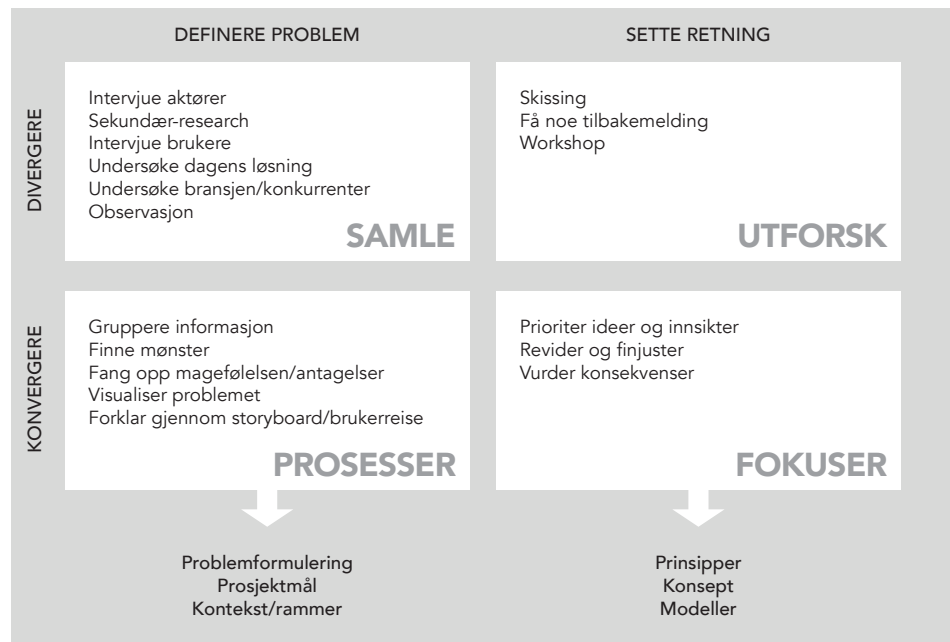 DEFINERE PROBLEM
SETTE RETNING
DIVERGERE
Intervjue aktører
Sekundær-research
Intervjue brukere
Undersøke dagens løsning
Undersøke bransjen/konkurrenter
Observasjon
SAMLE
Skissing
Få noe tilbakemelding
Workshop
UTFORSK
KONVERGERE
Gruppere informasjon
Finne mønster
Fang opp magefølelsen/antagelser
Visualiser problemet
Forklar gjennom storyboard/brukerreise
PROSESSER
Prioriter ideer og innsikter
Revider og finjuster
Vurder konsekvenser
FOKUSER
Problemformulering
Prosjektmål
Kontekst/rammer
Prinsipper
Konsept
Modeller